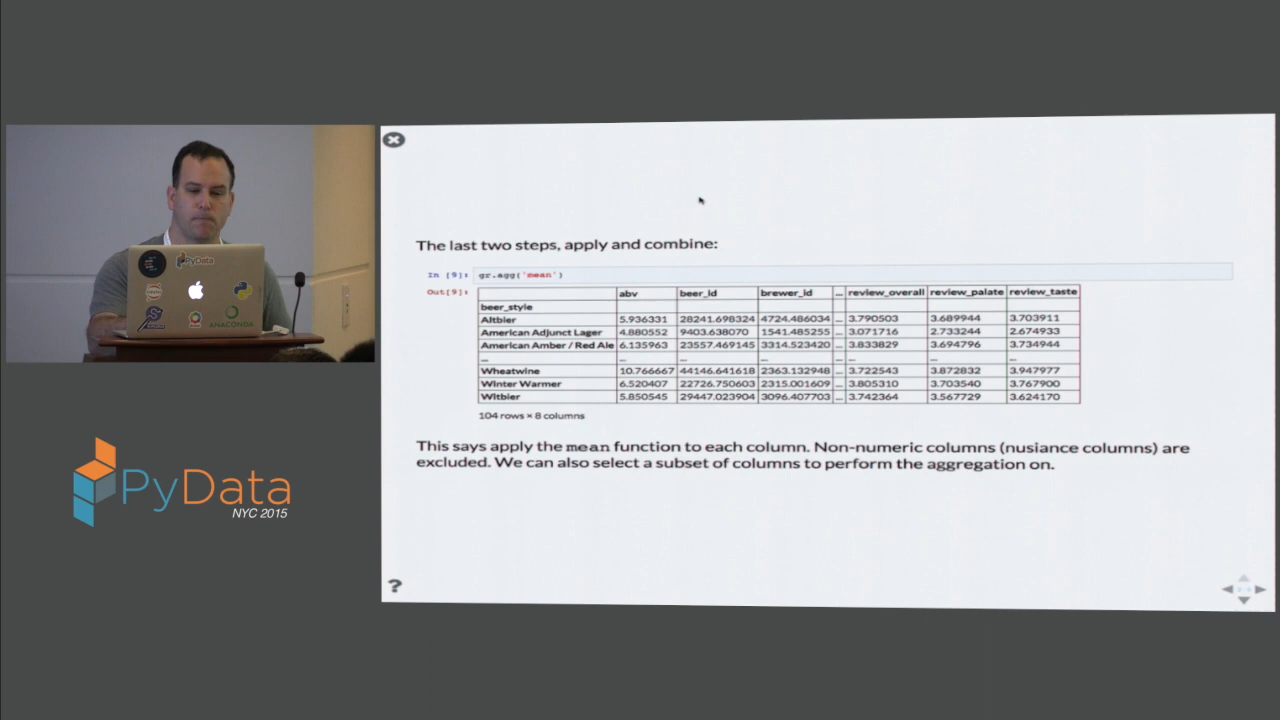 PyData
ANACONDA
PyData
NYC 2015
The last two steps, apply and combine:
In [9]: gr.agg('mean')
Out[9]:
abv beer_id brewer_id ... review_overall review_palate review_taste
beer_style
Altbier 5.936331 28241.698324 4724.486034 ... 3.790503 3.689944 3.703911
American Adjunct Lager 4.880552 9403.638070 1541.485255 ... 3.071716 2.733244 2.674933
American Amber / Red Ale 6.135963 23557.469145 3314.523420 ... 3.833829 3.694796 3.734944
... ... ... ... ... ... ... ...
Wheatwine 10.766667 44146.641618 2363.132948 ... 3.722543 3.872832 3.947977
Winter Warmer 6.520407 22726.750603 2315.001609 ... 3.805310 3.703540 3.767900
Witbier 5.850545 29447.023904 3096.407703 ... 3.742364 3.567729 3.624170
104 rows × 8 columns
This says apply the mean function to each column. Non-numeric columns (nusiance columns) are
excluded. We can also select a subset of columns to perform the aggregation on.
?